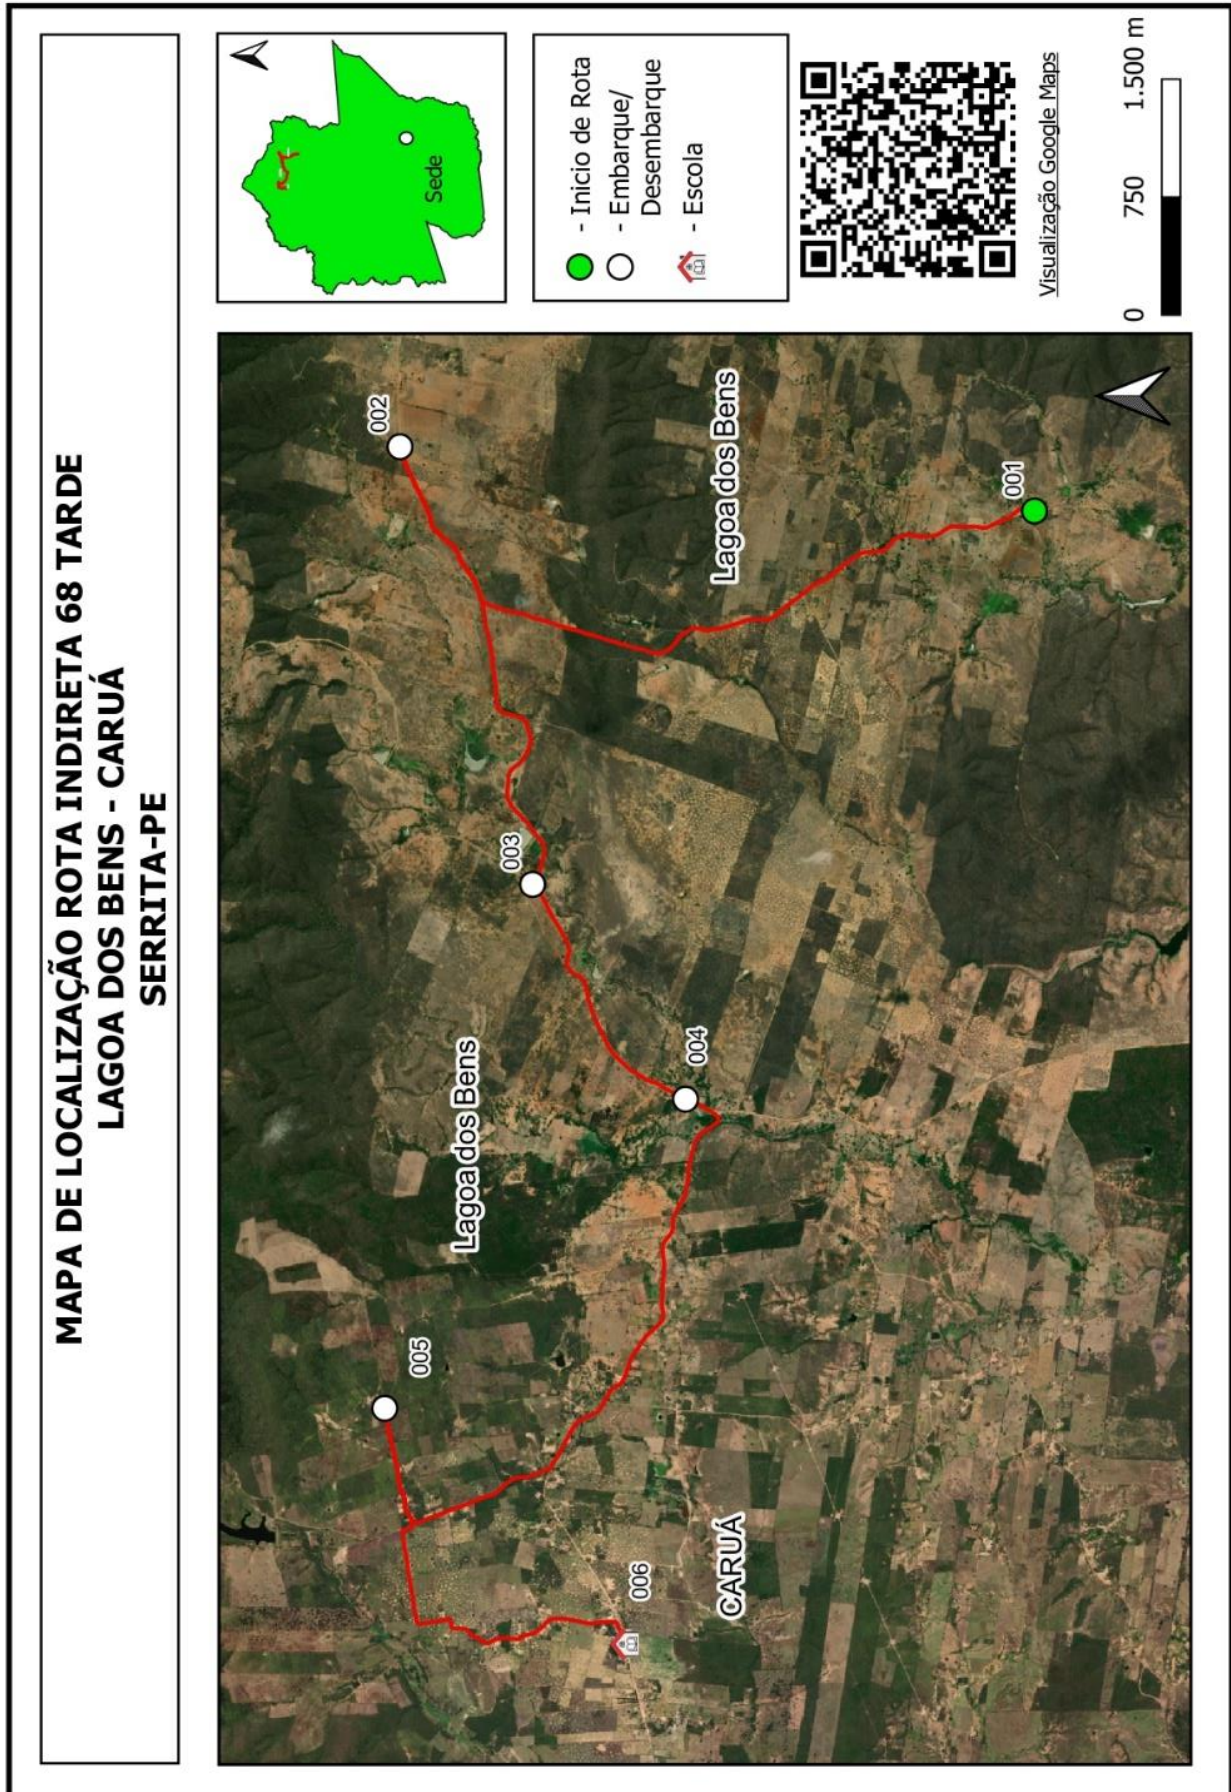 MAPA DE LOCALIZAÇÃO ROTA INDIRETA 68 TARDE
LAGOA DOS BENS - CARUÁ
SERRITA-PE
Sede
- Inicio de Rota
- Embarque/
Desembarque
- Escola
Visualização Google Maps
0 750 1.500 m
002
Lagoa dos Bens
001
003
004
Lagoa dos Bens
005
006
CARUÁ